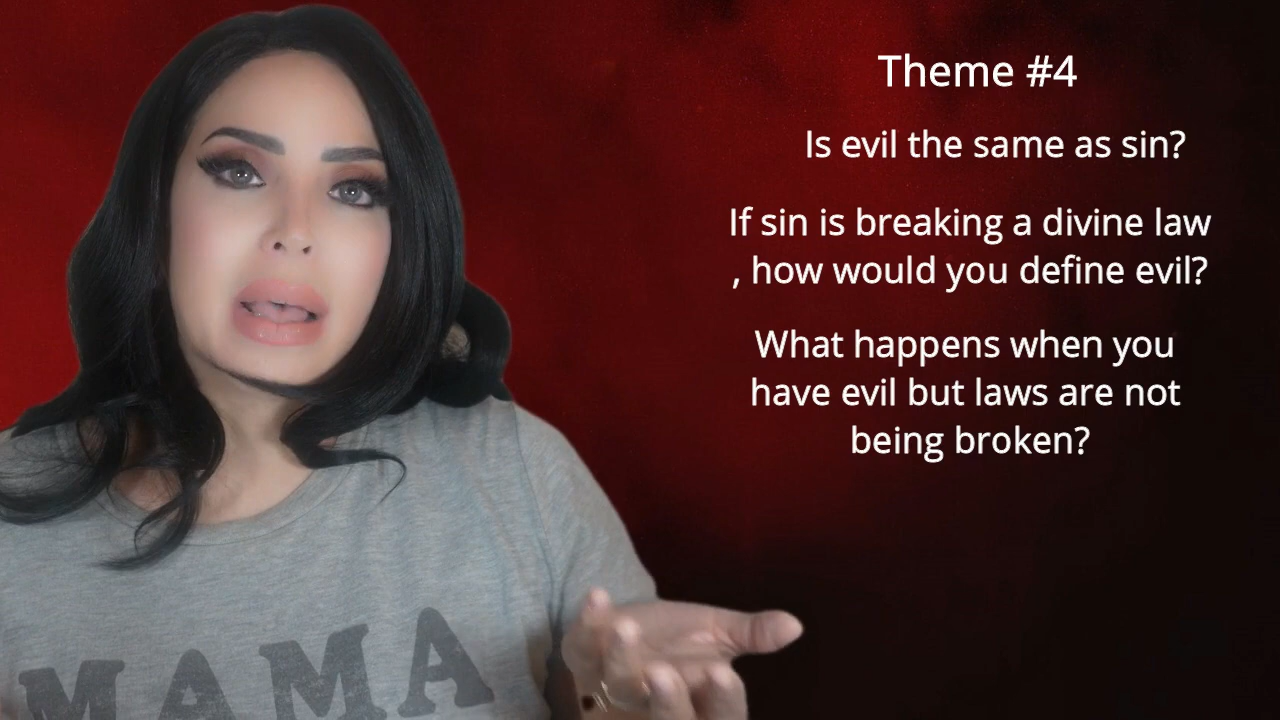 Theme #4
Is evil the same as sin?
If sin is breaking a divine law
, how would you define evil?
What happens when you
have evil but laws are not
being broken?
MAMA